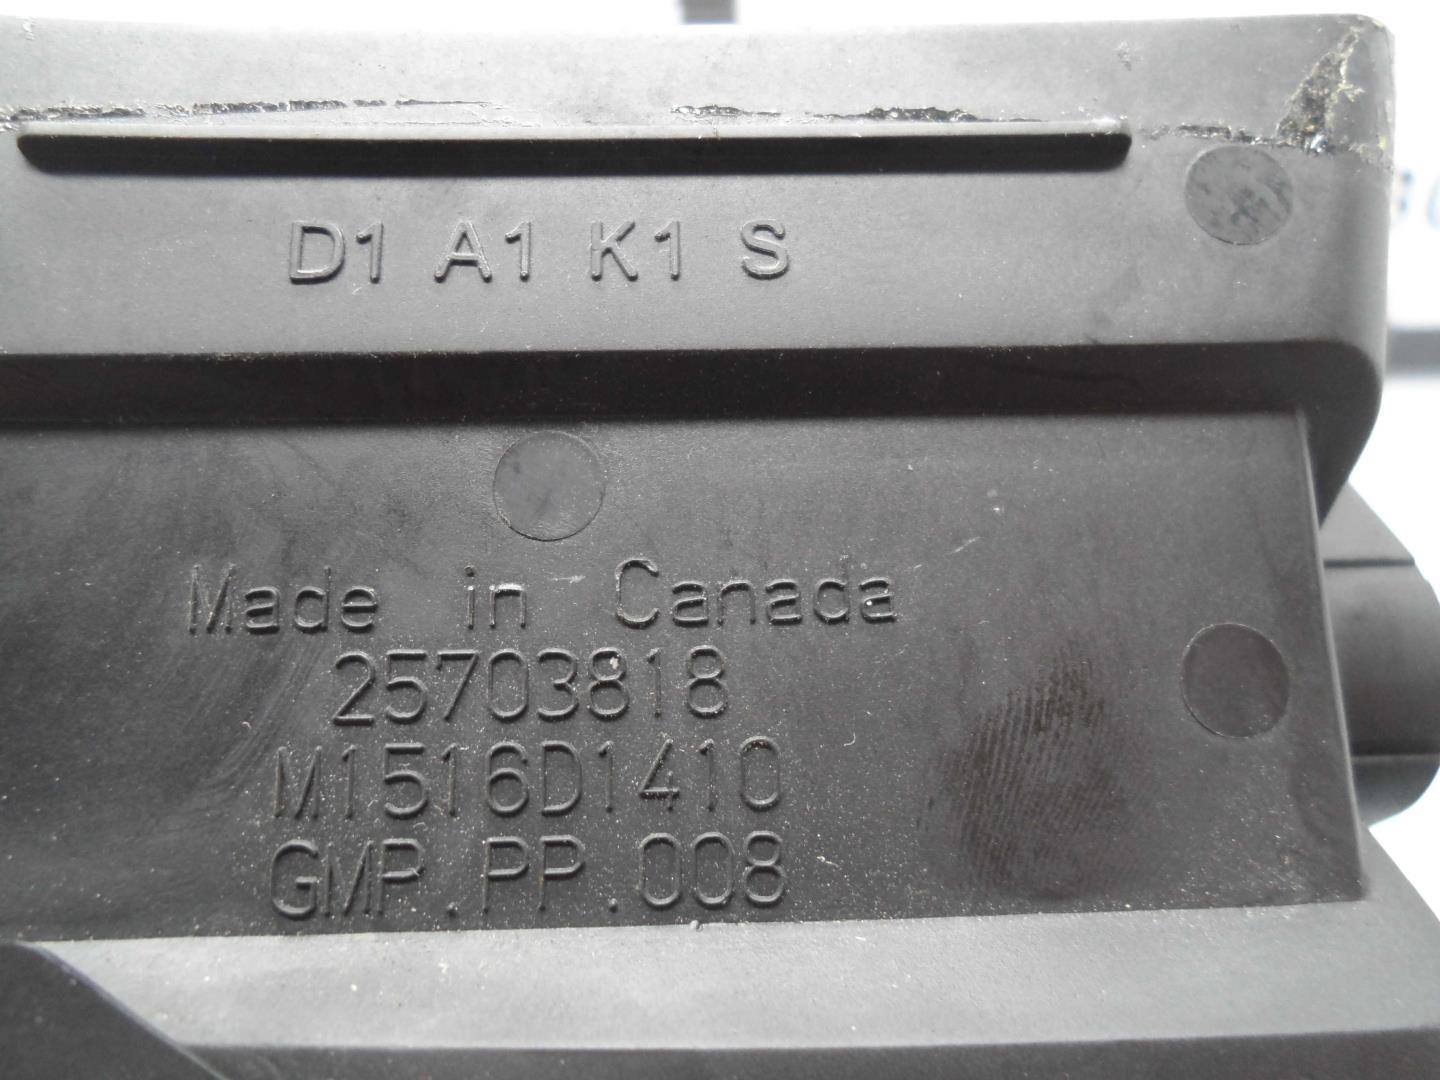 D1 A1 K1 S
Made in Canada
25703818
M1516D1410
GMP.PP.008